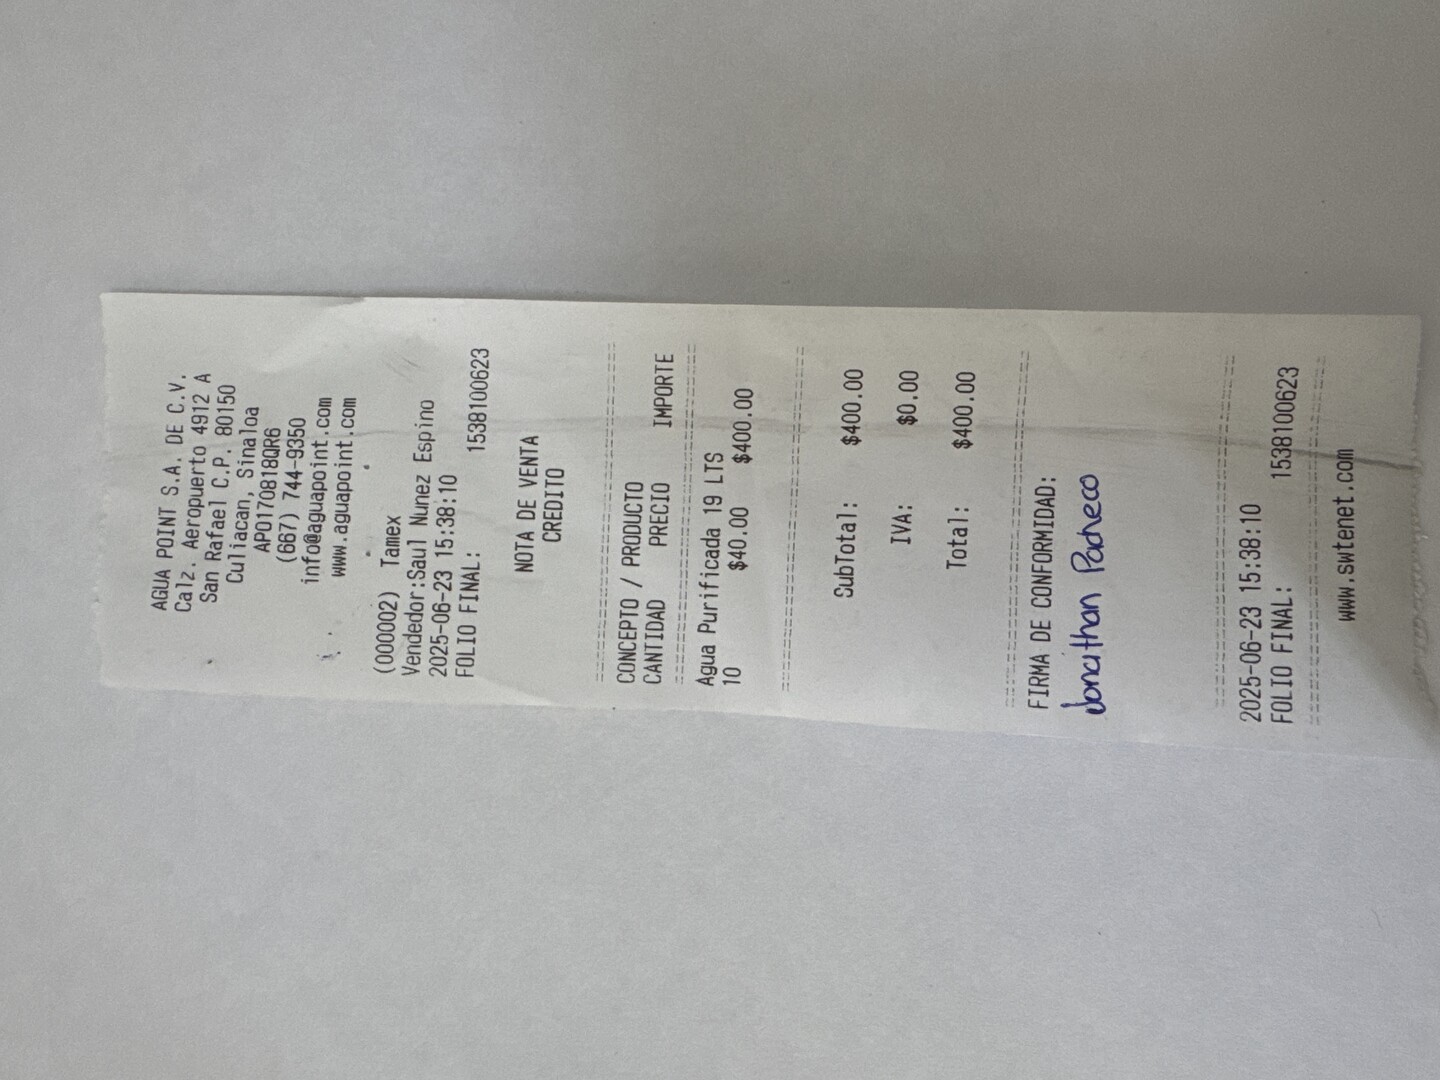 AGUA POINT S.A. DE C.V.
Calz. Aeropuerto 4912 A
San Rafael C.P. 80150
Culiacan, Sinaloa
APO170818QR6
(667) 744-9350
info@aguapoint.com
www.aguapoint.com
(000002) Tamex
Vendedor:Saul Nunez Espino
2025-06-23 15:38:10
FOLIO FINAL: 1538100623
NOTA DE VENTA
CREDITO
CONCEPTO / PRODUCTO
CANTIDAD PRECIO IMPORTE
Agua Purificada 19 LTS
10 $40.00 $400.00
SubTotal: $400.00
IVA: $0.00
Total: $400.00
FIRMA DE CONFORMIDAD:
Jonathan Pacheco
2025-06-23 15:38:10
FOLIO FINAL: 1538100623
www.swtenet.com